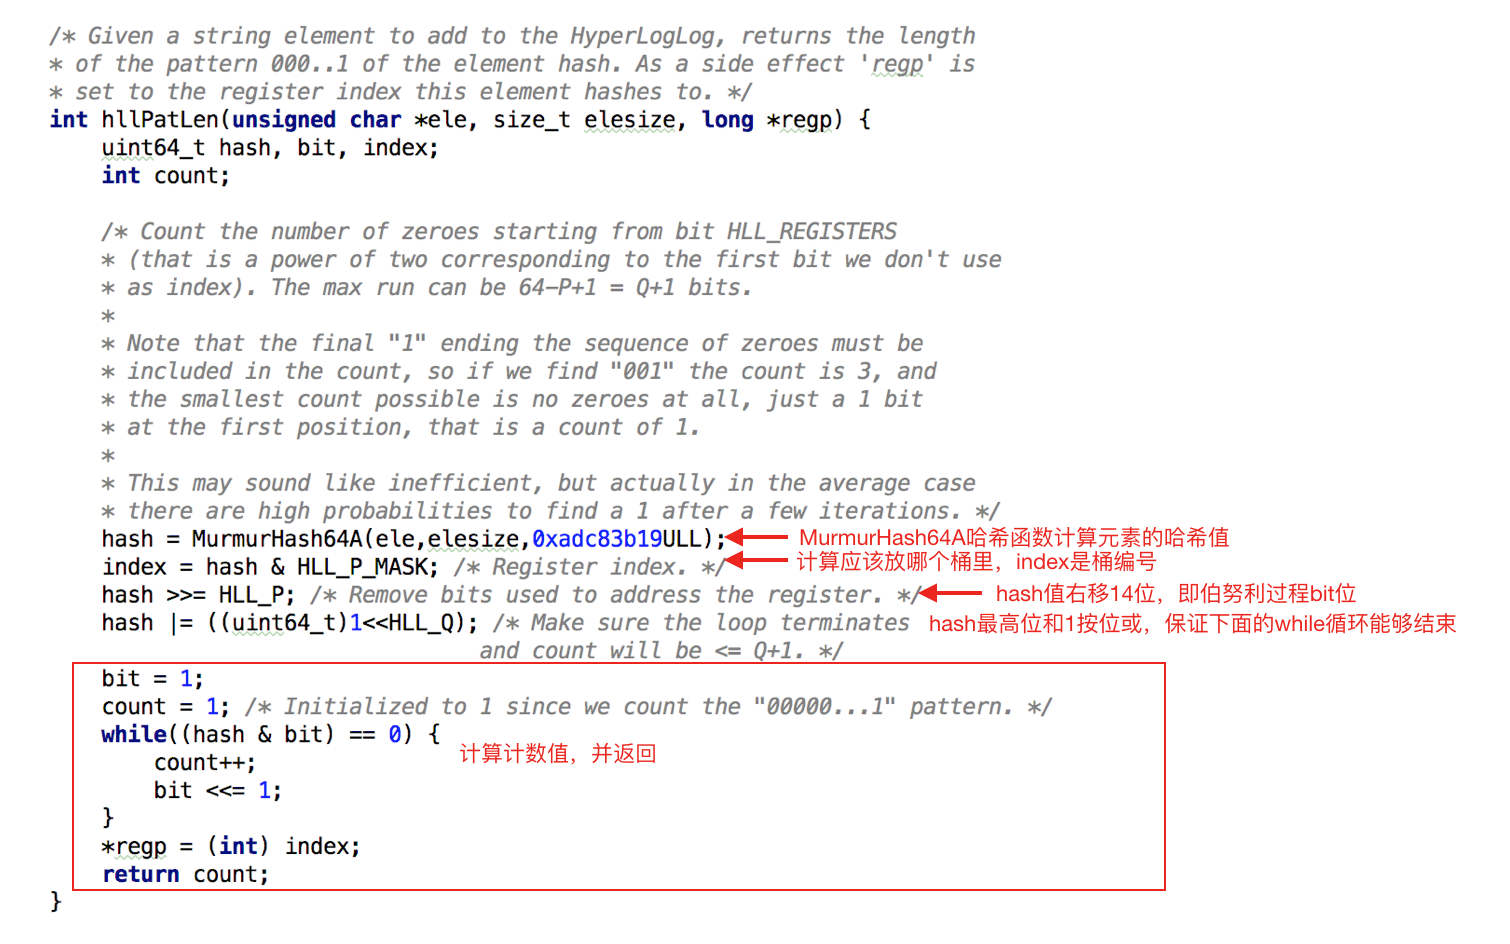 /* Given a string element to add to the HyperLogLog, returns the length
* of the pattern 000..1 of the element hash. As a side effect 'regp' is
* set to the register index this element hashes to. */
int hllPatLen(unsigned char *ele, size_t elesize, long *regp) {
uint64_t hash, bit, index;
int count;
/* Count the number of zeroes starting from bit HLL_REGISTERS
* (that is a power of two corresponding to the first bit we don't use
* as index). The max run can be 64-P+1 = Q+1 bits.
*
* Note that the final "1" ending the sequence of zeroes must be
* included in the count, so if we find "001" the count is 3, and
* the smallest count possible is no zeroes at all, just a 1 bit
* at the first position, that is a count of 1.
*
* This may sound like inefficient, but actually in the average case
* there are high probabilities to find a 1 after a few iterations. */
hash = MurmurHash64A(ele,elesize,0xadc83b19ULL); MurmurHash64A哈希函数计算元素的哈希值
index = hash & HLL_P_MASK; /* Register index. */ 计算应该放哪个桶里，index是桶编号
hash >>= HLL_P; /* Remove bits used to address the register. */ hash值右移14位，即伯努利过程bit位
hash |= ((uint64_t)1<<HLL_Q); /* Make sure the loop terminates hash最高位和1按位或，保证下面的while循环能够结束
and count will be <= Q+1. */
bit = 1;
count = 1; /* Initialized to 1 since we count the "00000...1" pattern. */
while((hash & bit) == 0) {
计算计数值，并返回
count++;
bit <<= 1;
}
*regp = (int) index;
return count;
}